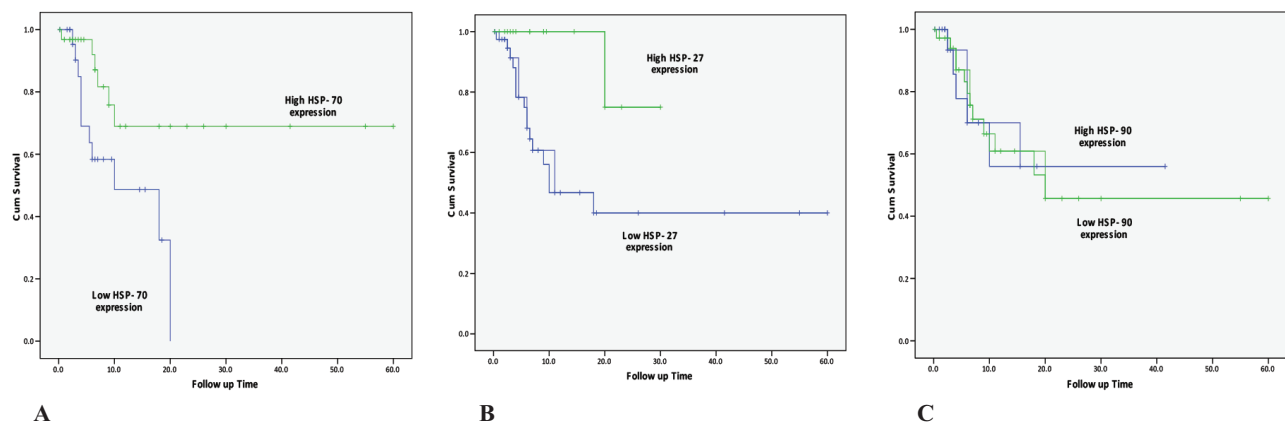 1.0
0.8
0.6
0.4
0.2
0.0
Cum Survival
High HSP- 70
expression
Low HSP- 70
expression
0.0 10.0 20.0 30.0 40.0 50.0 60.0
Follow up Time
A
1.0
0.8
0.6
0.4
0.2
0.0
Cum Survival
High HSP- 27
expression
Low HSP- 27
expression
0.0 10.0 20.0 30.0 40.0 50.0 60.0
Follow up Time
B
1.0
0.8
0.6
0.4
0.2
0.0
Cum Survival
High HSP- 90
expression
Low HSP- 90
expression
0.0 10.0 20.0 30.0 40.0 50.0 60.0
Follow up Time
C